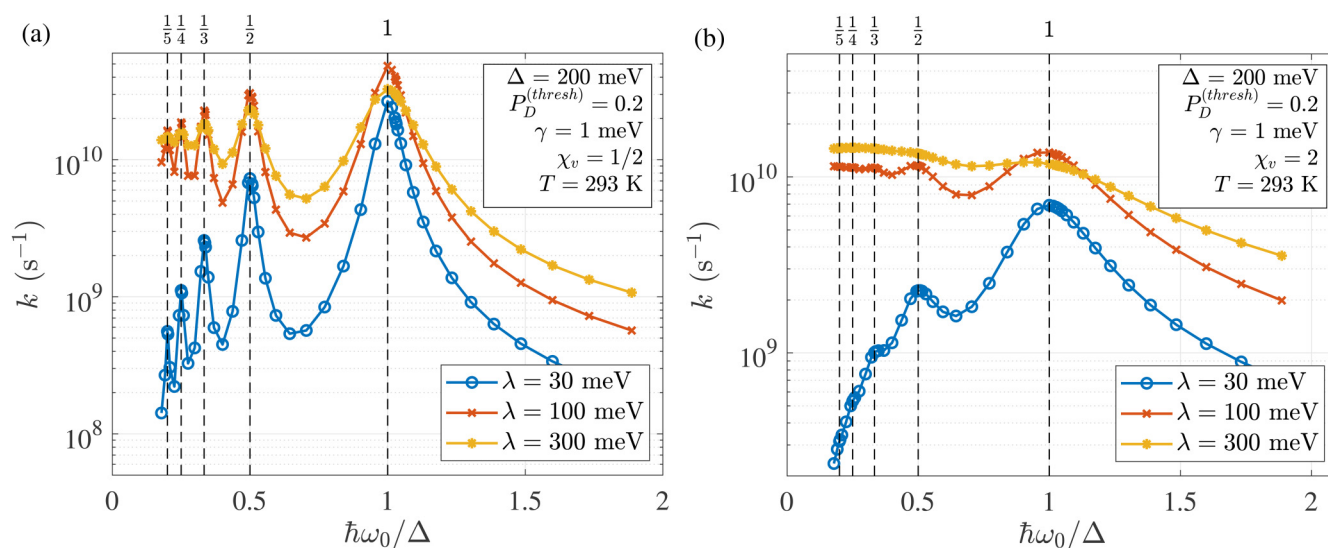 (a)
1/5 1/4 1/3 1/2 1
Δ = 200 meV
P_D^(thresh) = 0.2
γ = 1 meV
χ_v = 1/2
T = 293 K
10^10
10^9
10^8
k (s^−1)
λ = 30 meV
λ = 100 meV
λ = 300 meV
0 0.5 1 1.5 2
ħω_0/Δ
(b)
1/5 1/4 1/3 1/2 1
Δ = 200 meV
P_D^(thresh) = 0.2
γ = 1 meV
χ_v = 2
T = 293 K
10^10
10^9
k (s^−1)
λ = 30 meV
λ = 100 meV
λ = 300 meV
0 0.5 1 1.5 2
ħω_0/Δ